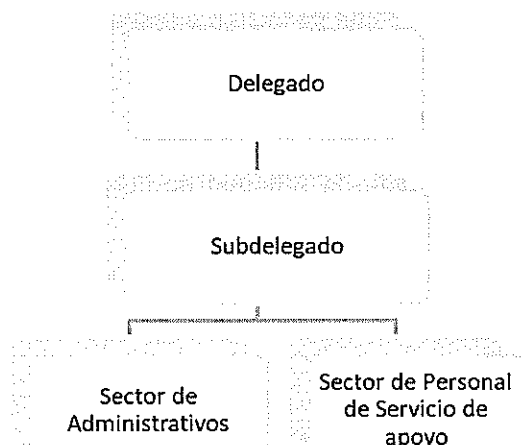 Delegado
Subdelegado
Sector de
Administrativos
Sector de Personal
de Servicio de
apoyo